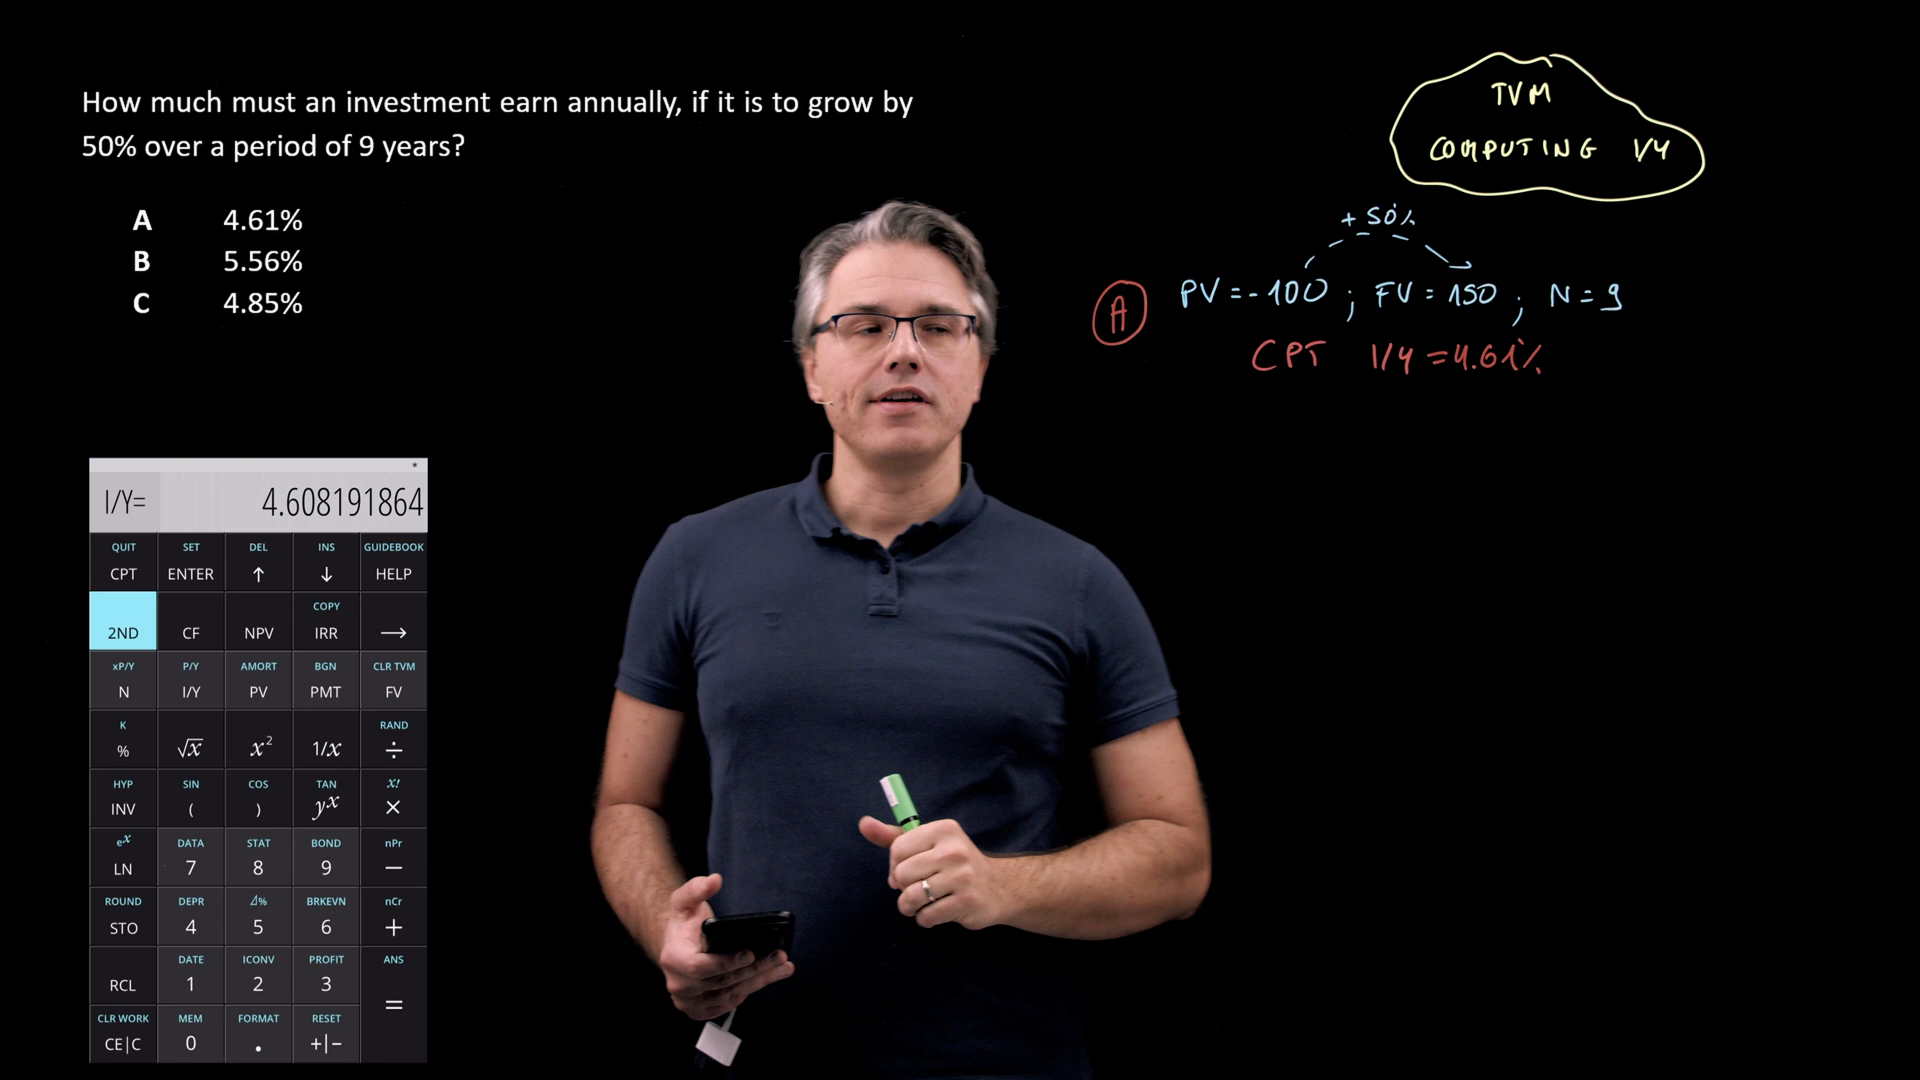 How much must an investment earn annually, if it is to grow by
50% over a period of 9 years?
A 4.61%
B 5.56%
C 4.85%
TVM
COMPUTING I/Y
+50%
A PV=-100 ; FV=150 ; N=9
CPT I/Y=4.61%
I/Y= 4.608191864
QUIT SET DEL INS GUIDEBOOK
CPT ENTER ↑ ↓ HELP
COPY
2ND CF NPV IRR →
xP/Y P/Y AMORT BGN CLR TVM
N I/Y PV PMT FV
K RAND
% √x x² 1/x ÷
HYP SIN COS TAN x!
INV ( ) yˣ ×
eˣ DATA STAT BOND nPr
LN 7 8 9 −
ROUND DEPR Δ% BRKEVN nCr
STO 4 5 6 +
DATE ICONV PROFIT ANS
RCL 1 2 3 =
CLR WORK MEM FORMAT RESET
CE|C 0 . +|−